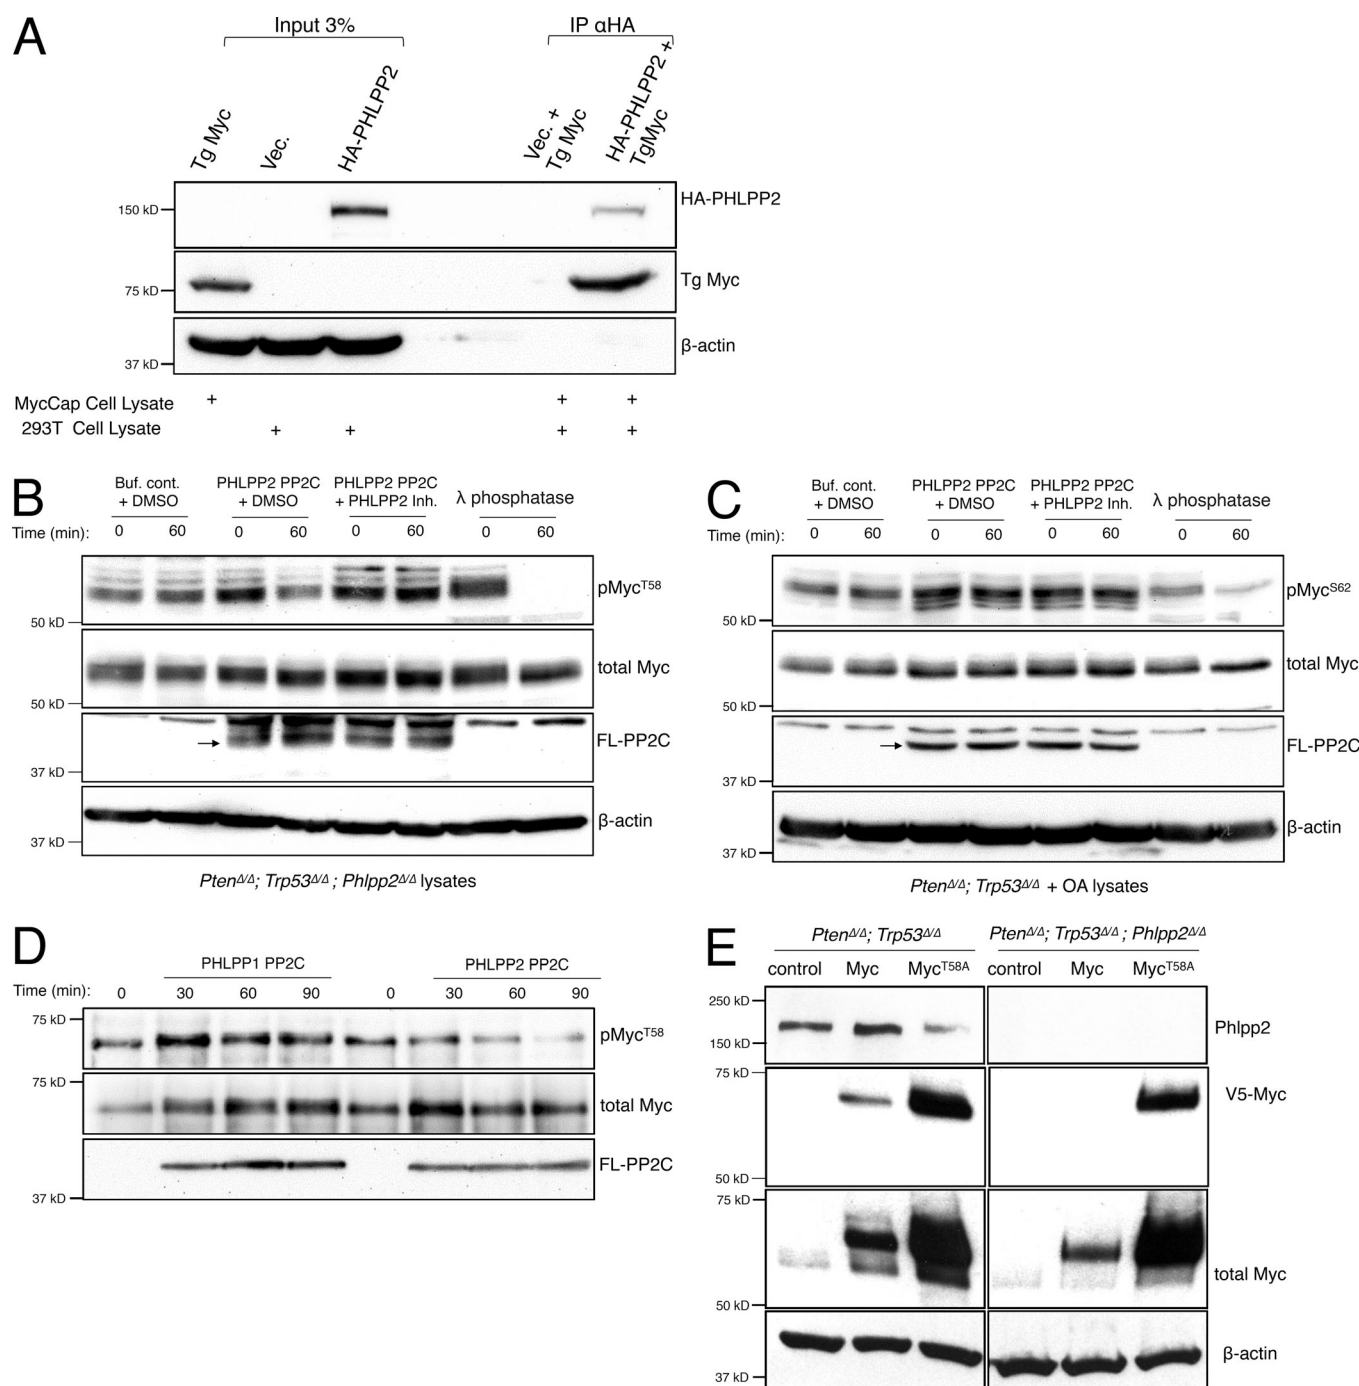 A
Input 3%
IP αHA
Tg Myc
Vec.
HA-PHLPP2
Vec. +
Tg Myc
HA-PHLPP2 +
TgMyc
150 kD
HA-PHLPP2
75 kD
Tg Myc
37 kD
β-actin
MycCap Cell Lysate + + +
293T Cell Lysate + + + +
B
Buf. cont.
+ DMSO
PHLPP2 PP2C
+ DMSO
PHLPP2 PP2C
+ PHLPP2 Inh.
λ phosphatase
Time (min): 0 60 0 60 0 60 0 60
pMycT58
50 kD
total Myc
50 kD
FL-PP2C
37 kD
β-actin
37 kD
PtenΔ/Δ; Trp53Δ/Δ; Phlpp2Δ/Δ lysates
C
Buf. cont.
+ DMSO
PHLPP2 PP2C
+ DMSO
PHLPP2 PP2C
+ PHLPP2 Inh.
λ phosphatase
Time (min): 0 60 0 60 0 60 0 60
pMycS62
50 kD
total Myc
50 kD
FL-PP2C
37 kD
β-actin
37 kD
PtenΔ/Δ; Trp53Δ/Δ + OA lysates
D
PHLPP1 PP2C
PHLPP2 PP2C
Time (min): 0 30 60 90 0 30 60 90
75 kD
pMycT58
75 kD
total Myc
FL-PP2C
37 kD
E
PtenΔ/Δ; Trp53Δ/Δ
PtenΔ/Δ; Trp53Δ/Δ; Phlpp2Δ/Δ
control Myc MycT58A control Myc MycT58A
250 kD
Phlpp2
150 kD
75 kD
V5-Myc
50 kD
75 kD
total Myc
50 kD
β-actin
37 kD